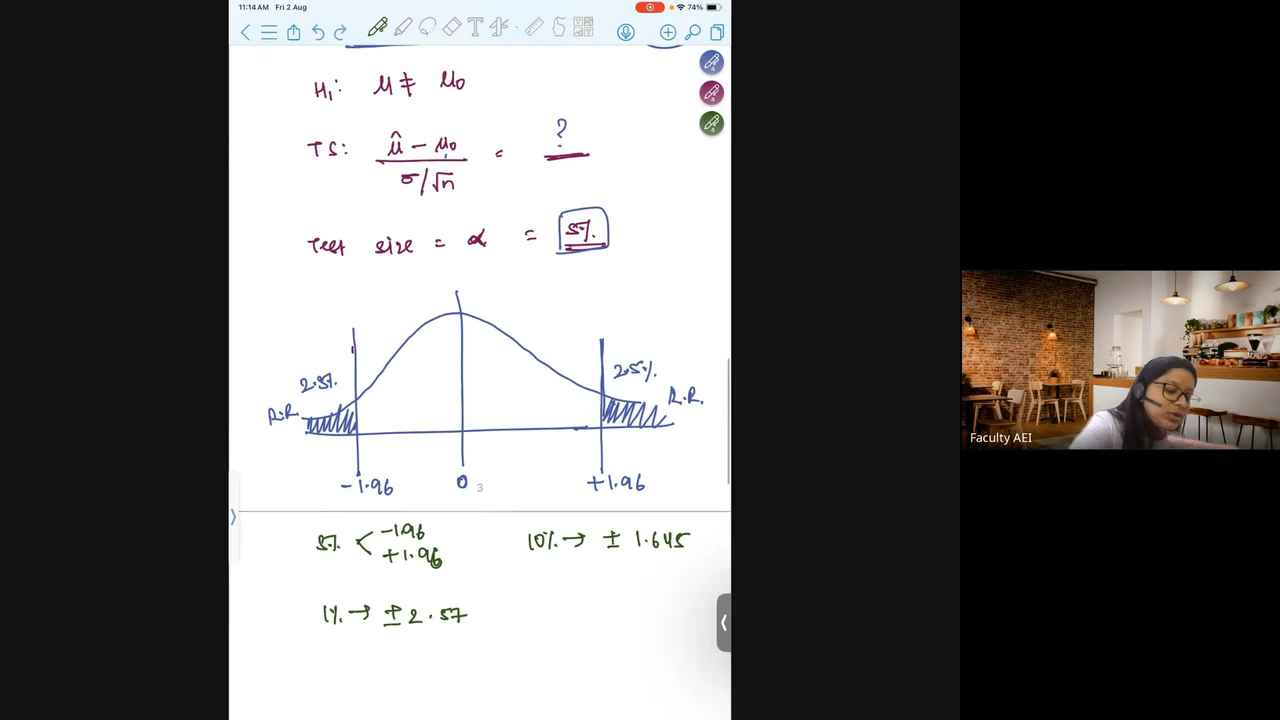 11:14 AM Fri 2 Aug
74%
H1: μ ≠ μ0
TS: μ̂ − μ0 / σ/√n = ?
Test size = α = 5%.
2.5%. 2.5%
R.R. R.R.
−1.96 0 3 +1.96
5% < −1.96 +1.96 10% → ± 1.645
1%. → ± 2.57
Faculty AEI